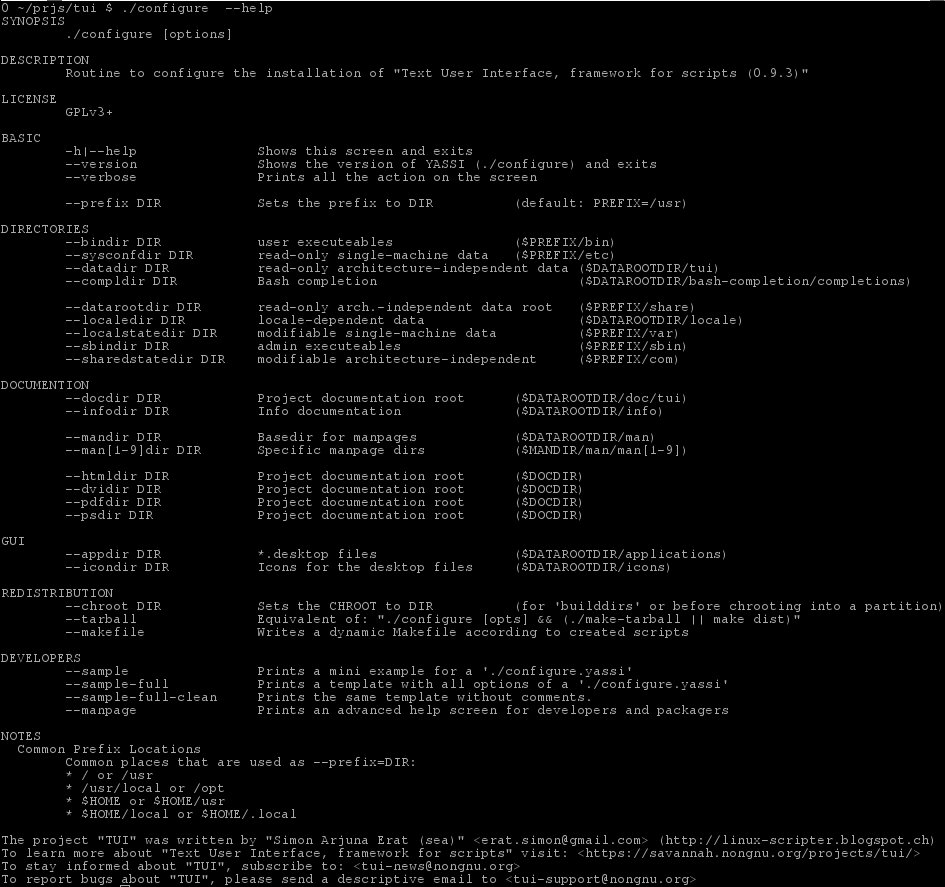 0 ~/prjs/tui $ ./configure  --help
SYNOPSIS
        ./configure [options]

DESCRIPTION
        Routine to configure the installation of "Text User Interface, framework for scripts (0.9.3)"

LICENSE
        GPLv3+

BASIC
        -h|--help               Shows this screen and exits
        --version               Shows the version of YASSI (./configure) and exits
        --verbose               Prints all the action on the screen

        --prefix DIR            Sets the prefix to DIR          (default: PREFIX=/usr)

DIRECTORIES
        --bindir DIR            user executeables               ($PREFIX/bin)
        --sysconfdir DIR        read-only single-machine data   ($PREFIX/etc)
        --datadir DIR           read-only architecture-independent data ($DATAROOTDIR/tui)
        --compldir DIR          Bash completion                         ($DATAROOTDIR/bash-completion/completions)

        --datarootdir DIR       read-only arch.-independent data root   ($PREFIX/share)
        --localedir DIR         locale-dependent data                   ($DATAROOTDIR/locale)
        --localstatedir DIR     modifiable single-machine data          ($PREFIX/var)
        --sbindir DIR           admin executeables                      ($PREFIX/sbin)
        --sharedstatedir DIR    modifiable architecture-independent     ($PREFIX/com)

DOCUMENTION
        --docdir DIR            Project documentation root      ($DATAROOTDIR/doc/tui)
        --infodir DIR           Info documentation              ($DATAROOTDIR/info)

        --mandir DIR            Basedir for manpages            ($DATAROOTDIR/man)
        --man[1-9]dir DIR       Specific manpage dirs           ($MANDIR/man/man[1-9])

        --htmldir DIR           Project documentation root      ($DOCDIR)
        --dvidir DIR            Project documentation root      ($DOCDIR)
        --pdfdir DIR            Project documentation root      ($DOCDIR)
        --psdir DIR             Project documentation root      ($DOCDIR)

GUI
        --appdir DIR            *.desktop files                 ($DATAROOTDIR/applications)
        --icondir DIR           Icons for the desktop files     ($DATAROOTDIR/icons)

REDISTRIBUTION
        --chroot DIR            Sets the CHROOT to DIR          (for 'builddirs' or before chrooting into a partition)
        --tarball               Equivalent of: "./configure [opts] && (./make-tarball || make dist)"
        --makefile              Writes a dynamic Makefile according to created scripts

DEVELOPERS
        --sample                Prints a mini example for a './configure.yassi'
        --sample-full           Prints a template with all options of a './configure.yassi'
        --sample-full-clean     Prints the same template without comments.
        --manpage               Prints an advanced help screen for developers and packagers

NOTES
  Common Prefix Locations
        Common places that are used as --prefix=DIR:
        * / or /usr
        * /usr/local or /opt
        * $HOME or $HOME/usr
        * $HOME/local or $HOME/.local

The project "TUI" was written by "Simon Arjuna Erat (sea)" <erat.simon@gmail.com> (http://linux-scripter.blogspot.ch)
To learn more about "Text User Interface, framework for scripts" visit: <https://savannah.nongnu.org/projects/tui/>
To stay informed about "TUI", subscribe to: <tui-news@nongnu.org>
To report bugs about "TUI", please send a descriptive email to <tui-support@nongnu.org>